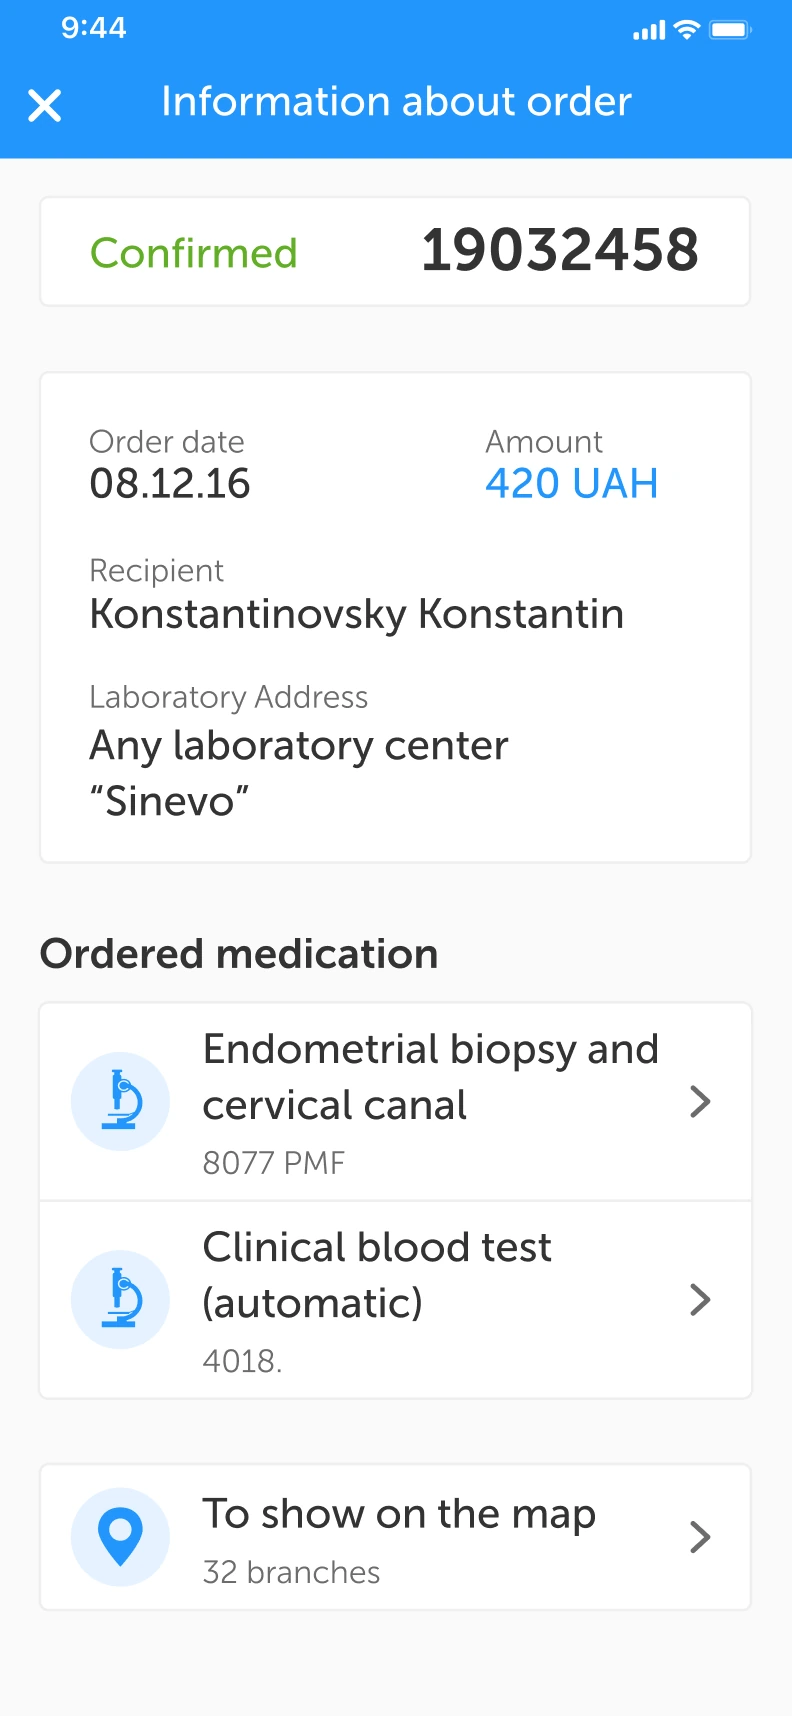 9:44
Information about order
Confirmed 19032458
Order date Amount
08.12.16 420 UAH
Recipient
Konstantinovsky Konstantin
Laboratory Address
Any laboratory center
“Sinevo”
Ordered medication
Endometrial biopsy and
cervical canal
8077 PMF
Clinical blood test
(automatic)
4018.
To show on the map
32 branches